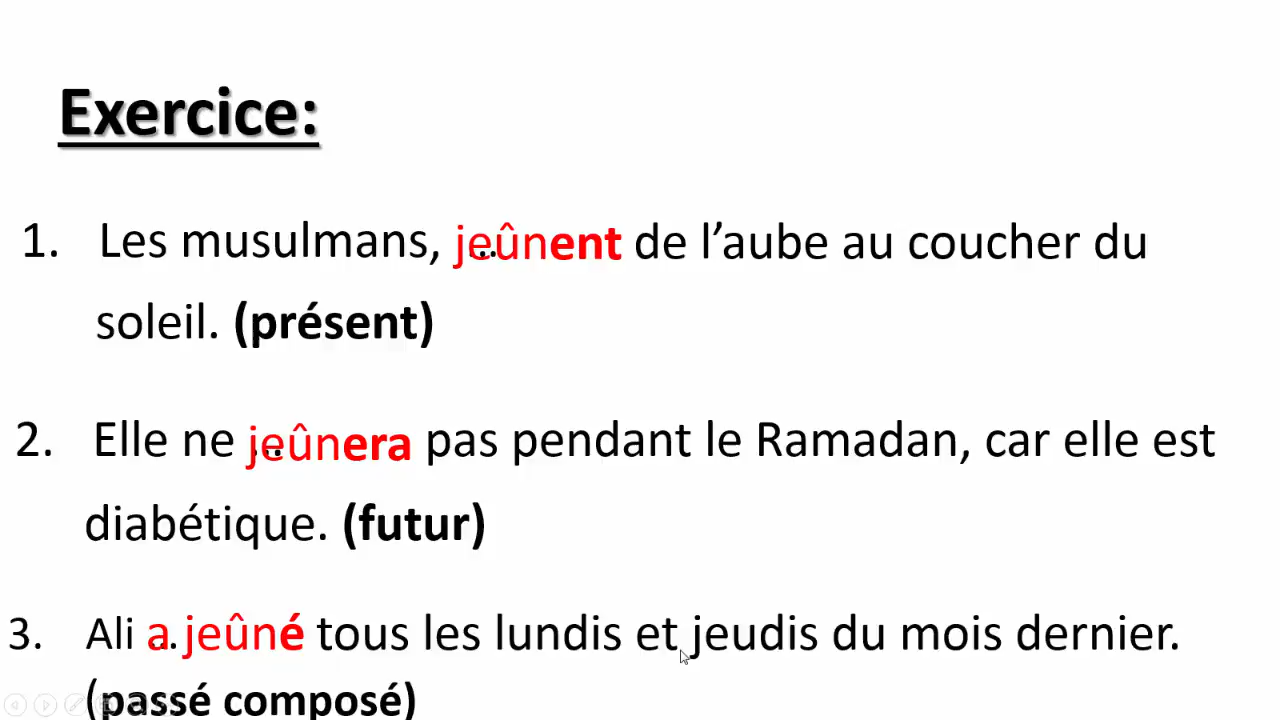 Exercice:
1. Les musulmans, jeûnent de l’aube au coucher du
soleil. (présent)
2. Elle ne jeûnera pas pendant le Ramadan, car elle est
diabétique. (futur)
3. Ali a jeûné tous les lundis et jeudis du mois dernier.
(passé composé)